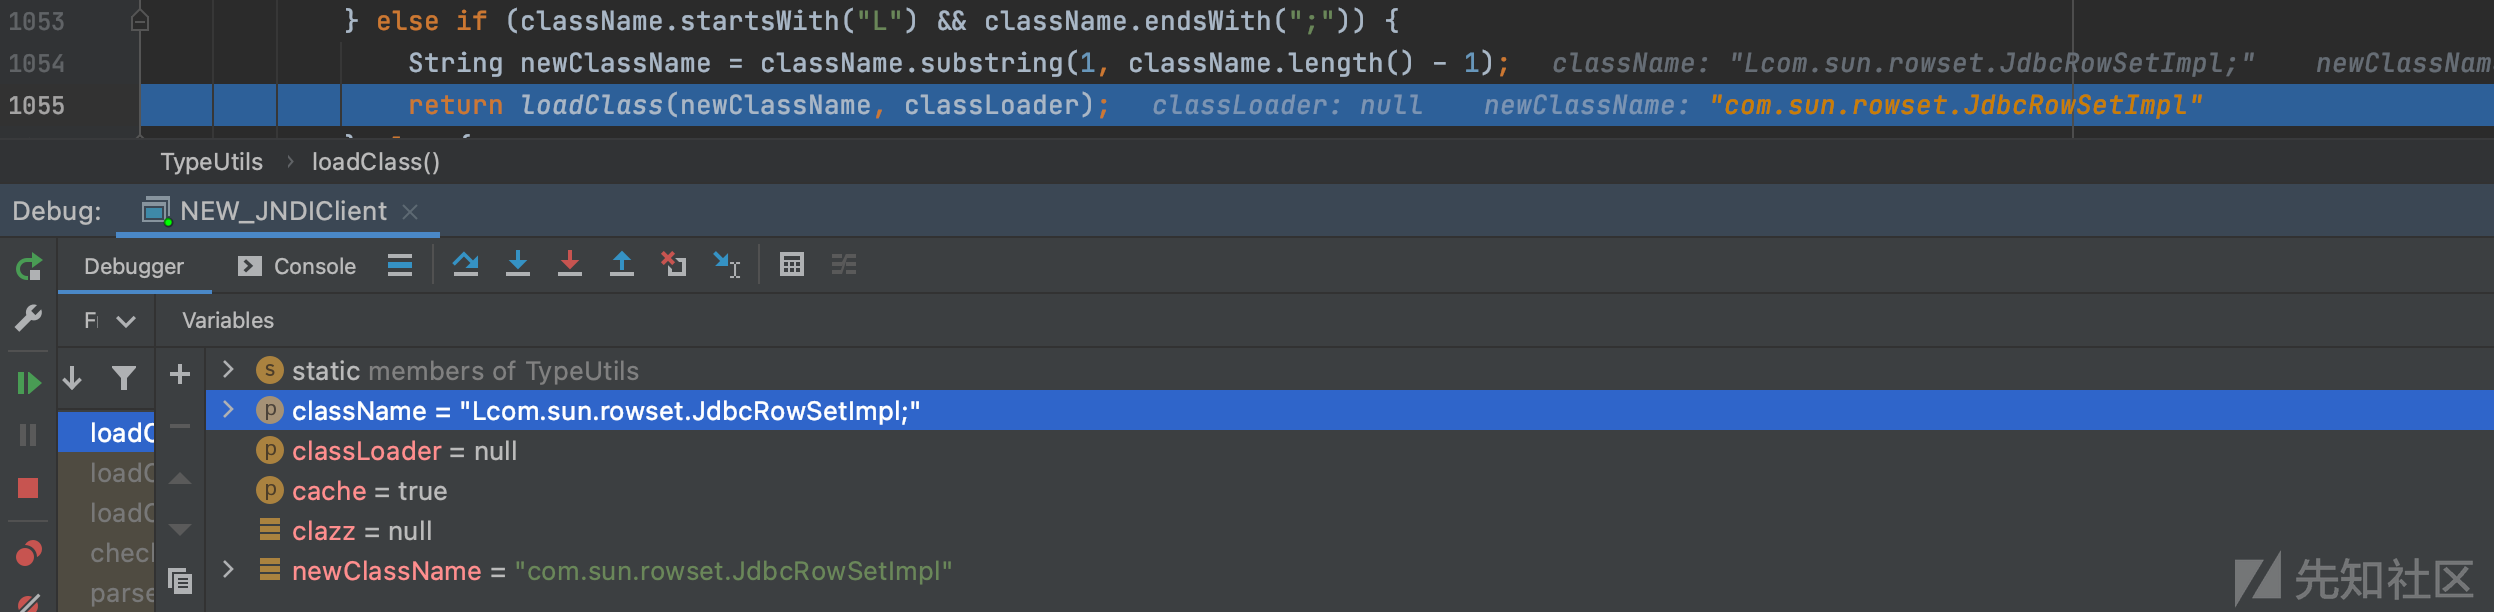 1053 } else if (className.startsWith("L") && className.endsWith(";")) {
1054 String newClassName = className.substring(1, className.length() - 1); className: "Lcom.sun.rowset.JdbcRowSetImpl;" newClassNam
1055 return loadClass(newClassName, classLoader); classLoader: null newClassName: "com.sun.rowset.JdbcRowSetImpl"
TypeUtils › loadClass()
Debug: NEW_JNDIClient
Debugger Console
F Variables
static members of TypeUtils
className = "Lcom.sun.rowset.JdbcRowSetImpl;"
loadC
classLoader = null
loadC
cache = true
loadC
clazz = null
check
newClassName = "com.sun.rowset.JdbcRowSetImpl"
parse
先知社区